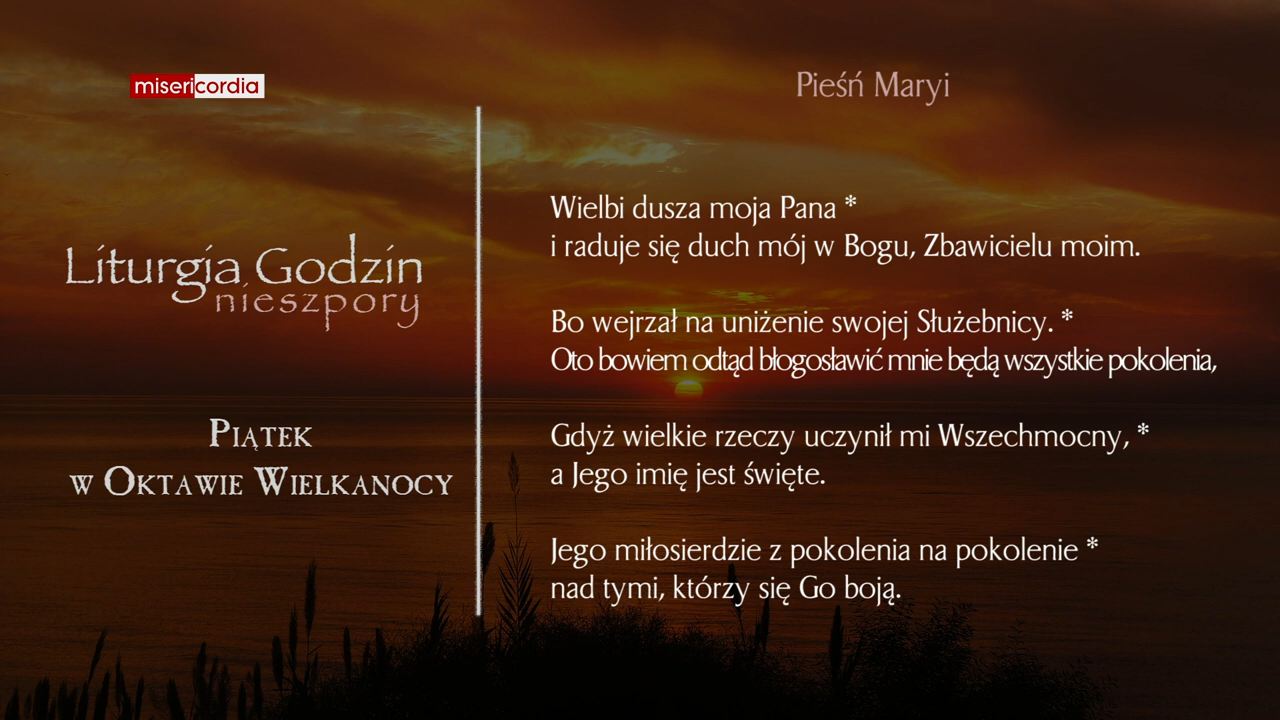 misericordia
Liturgia Godzin
nieszpory
Piątek
w Oktawie Wielkanocy
Pieśń Maryi
Wielbi dusza moja Pana *
i raduje się duch mój w Bogu, Zbawicielu moim.
Bo wejrzał na uniżenie swojej Służebnicy. *
Oto bowiem odtąd błogosławić mnie będą wszystkie pokolenia,
Gdyż wielkie rzeczy uczynił mi Wszechmocny, *
a Jego imię jest święte.
Jego miłosierdzie z pokolenia na pokolenie *
nad tymi, którzy się Go boją.